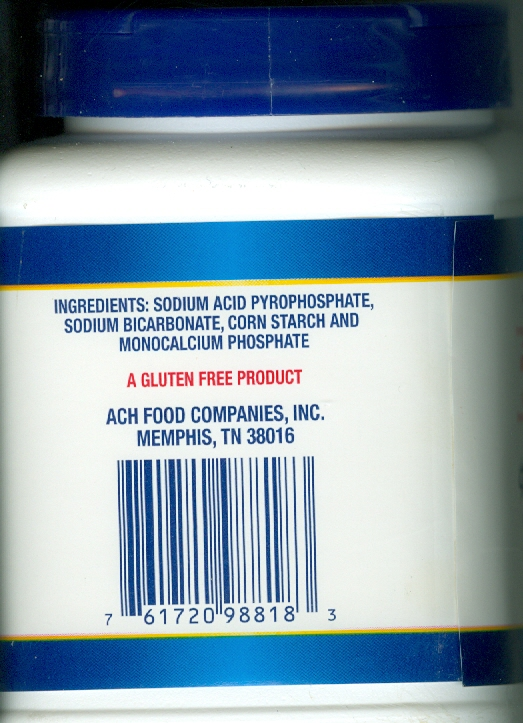 INGREDIENTS: SODIUM ACID PYROPHOSPHATE,
SODIUM BICARBONATE, CORN STARCH AND
MONOCALCIUM PHOSPHATE
A GLUTEN FREE PRODUCT
ACH FOOD COMPANIES, INC.
MEMPHIS, TN 38016
7 61720 98818 3